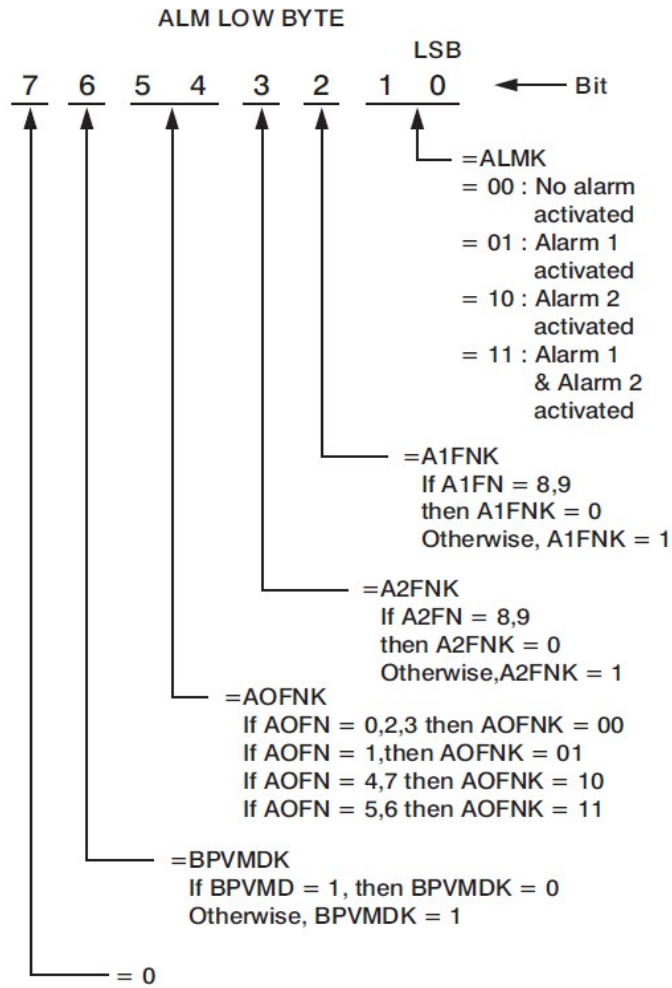 ALM LOW BYTE
LSB
7 6 5 4 3 2 1 0 Bit
=ALMK
= 00 : No alarm
activated
= 01 : Alarm 1
activated
= 10 : Alarm 2
activated
= 11 : Alarm 1
& Alarm 2
activated
=A1FNK
If A1FN = 8,9
then A1FNK = 0
Otherwise, A1FNK = 1
=A2FNK
If A2FN = 8,9
then A2FNK = 0
Otherwise,A2FNK = 1
=AOFNK
If AOFN = 0,2,3 then AOFNK = 00
If AOFN = 1,then AOFNK = 01
If AOFN = 4,7 then AOFNK = 10
If AOFN = 5,6 then AOFNK = 11
=BPVMDK
If BPVMD = 1, then BPVMDK = 0
Otherwise, BPVMDK = 1
= 0